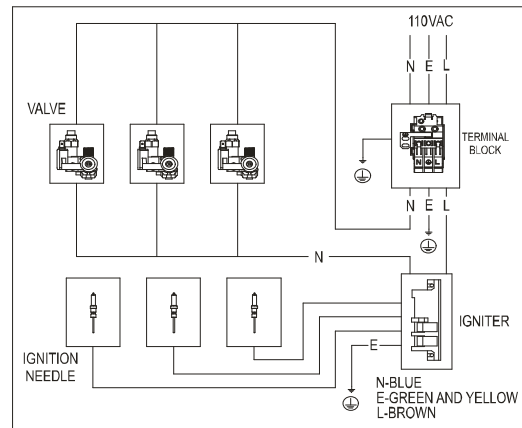 110VAC
N E L
VALVE
TERMINAL
BLOCK
N L
N E L
N
IGNITER
IGNITION
NEEDLE
E
N-BLUE
E-GREEN AND YELLOW
L-BROWN